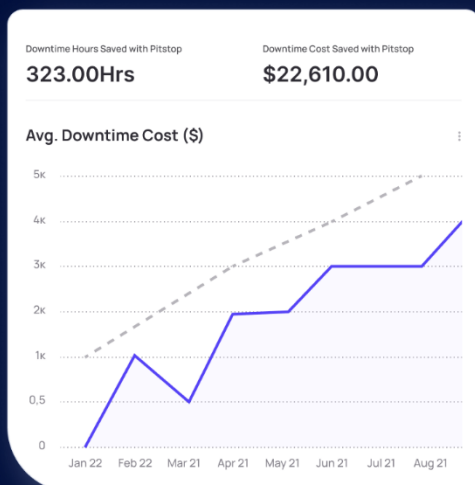 Downtime Hours Saved with Pitstop
323.00Hrs
Downtime Cost Saved with Pitstop
$22,610.00
Avg. Downtime Cost ($)
5K
4K
3K
2K
1K
0,5
0
Jan 22 Feb 22 Mar 21 Apr 21 May 21 Jun 21 Jul 21 Aug 21